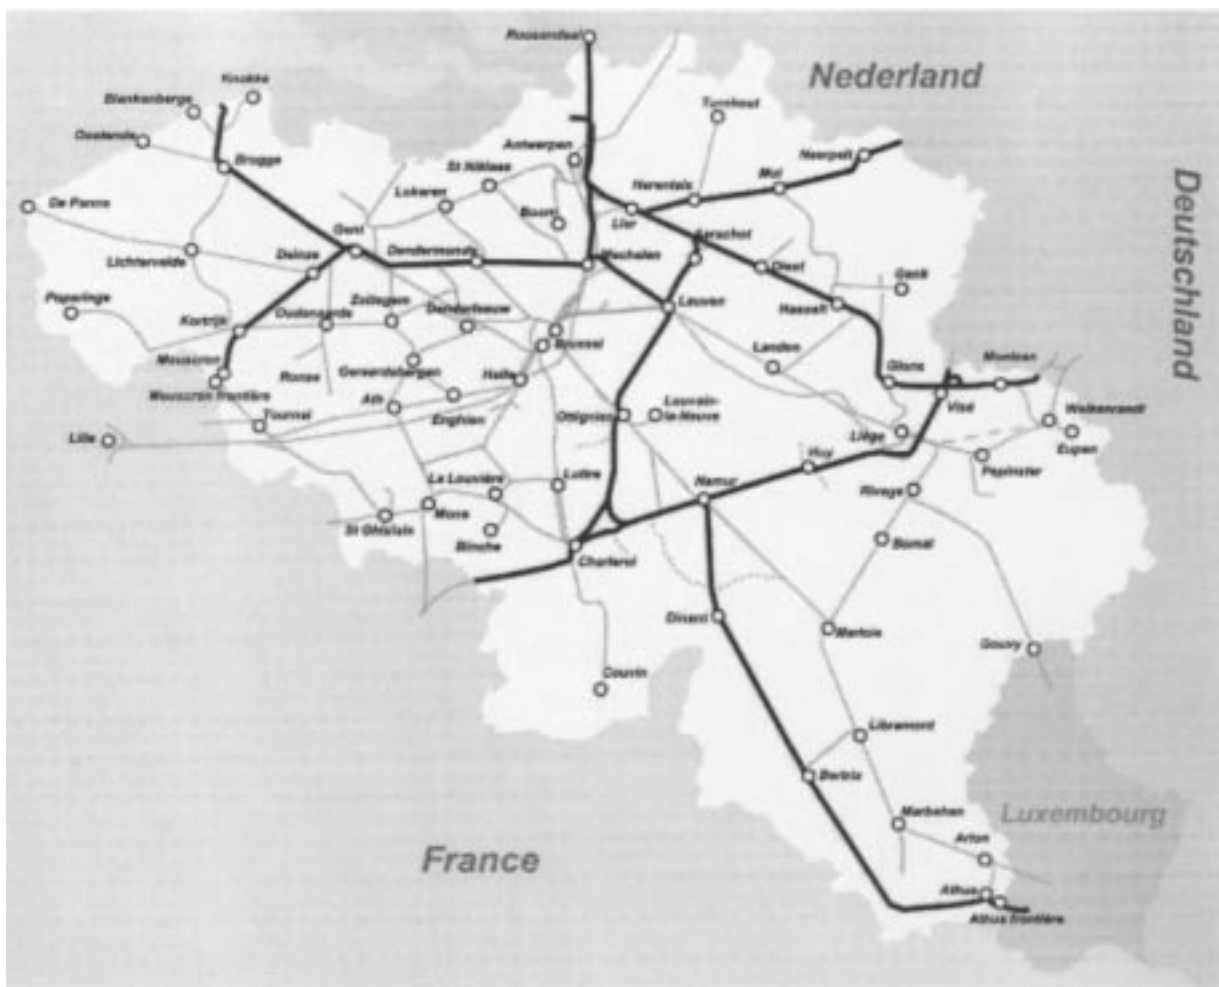 Roosendaal
Nederland
Knokke
Blankenberge
Turnhout
Oostende
Antwerpen
Neerpelt
Brugge
St Niklaas
Mol
Deutschland
Herentals
Lokeren
De Panne
Boom
Lier
Gent
Aarschot
Dendermonde
Mechelen
Lichtervelde
Deinze
Diest
Genk
Poperinge
Zottegem
Denderleeuw
Leuven
Oudenaarde
Hasselt
Kortrijk
Brussel
Landen
Mouscron
Geraardsbergen
Glons
Montzen
Ronse
Halle
Mouscron frontière
Ath
Louvain-
la-Neuve
Visé
Welkenraedt
Tournai
Enghien
Ottignies
Lille
Liège
Eupen
Huy
Pepinster
La Louvière
Luttre
Namur
Rivage
Mons
St Ghislain
Binche
Bomal
Charleroi
Dinant
Marloie
Gouvy
Couvin
Libramont
Bertrix
Marbehan
Luxembourg
Arlon
France
Athus
Athus frontière